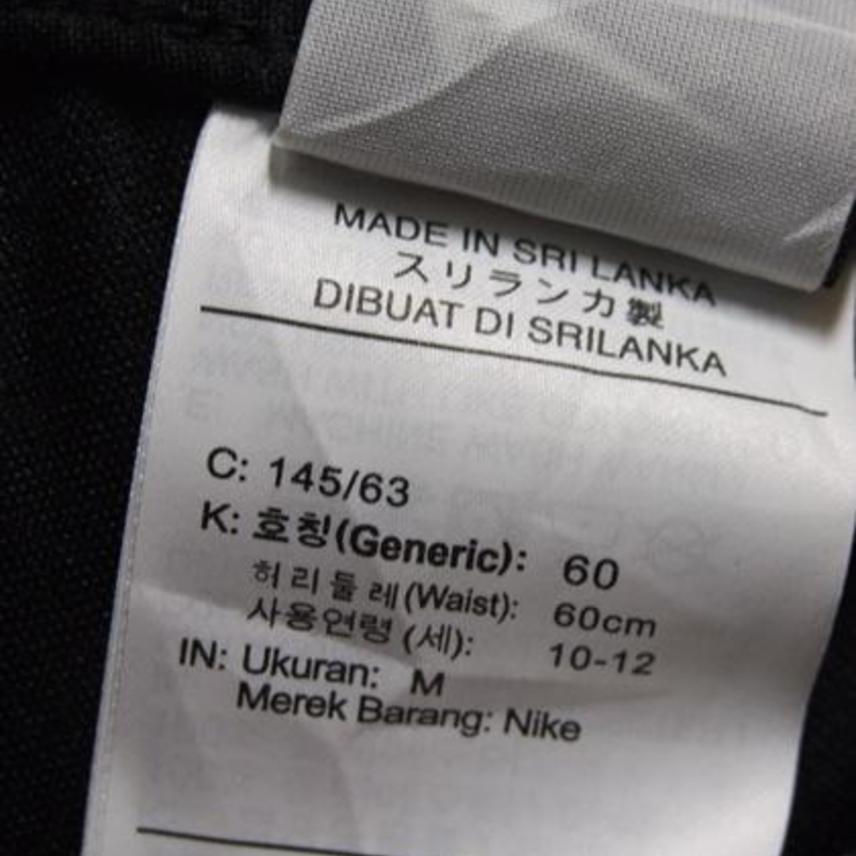 MADE IN SRI LANKA
スリランカ製
DIBUAT DI SRILANKA
C: 145/63
K: 호칭(Generic): 60
허리둘레(Waist): 60cm
사용연령 (세): 10-12
IN: Ukuran: M
Merek Barang: Nike